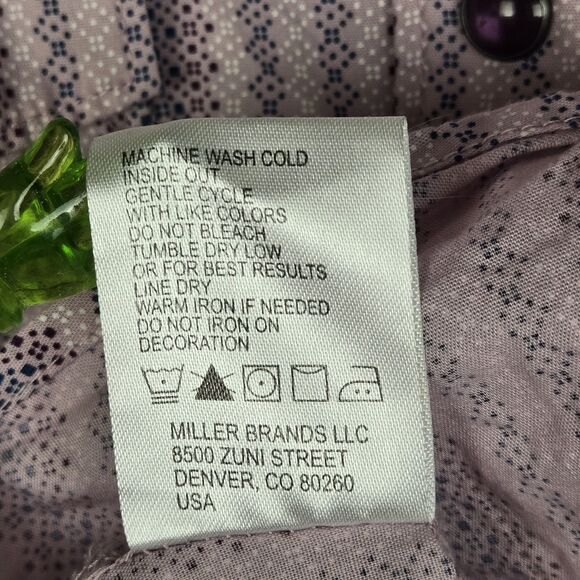 MACHINE WASH COLD
INSIDE OUT
GENTLE CYCLE
WITH LIKE COLORS
DO NOT BLEACH
TUMBLE DRY LOW
OR FOR BEST RESULTS
LINE DRY
WARM IRON IF NEEDED
DO NOT IRON ON
DECORATION
MILLER BRANDS LLC
8500 ZUNI STREET
DENVER, CO 80260
USA